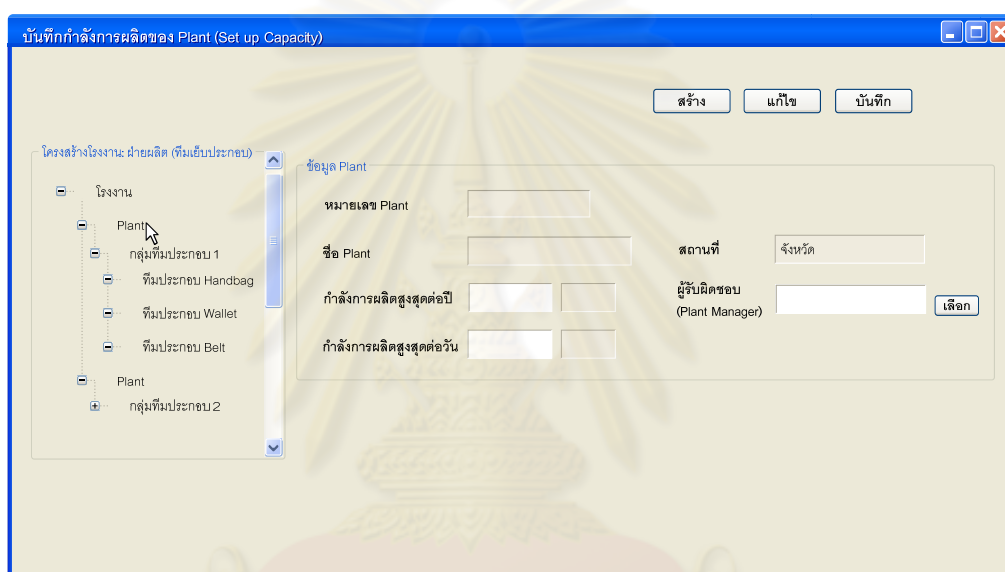 บันทึกกำลังการผลิตของ Plant (Set up Capacity)
สร้าง แก้ไข บันทึก
โครงสร้างโรงงาน: ฝ่ายผลิต (ทีมเย็บประกอบ)
โรงงาน
Plant
กลุ่มทีมประกอบ 1
ทีมประกอบ Handbag
ทีมประกอบ Wallet
ทีมประกอบ Belt
Plant
กลุ่มทีมประกอบ 2
ข้อมูล Plant
หมายเลข Plant
ชื่อ Plant
สถานที่ จังหวัด
กำลังการผลิตสูงสุดต่อปี
ผู้รับผิดชอบ
(Plant Manager) เลือก
กำลังการผลิตสูงสุดต่อวัน